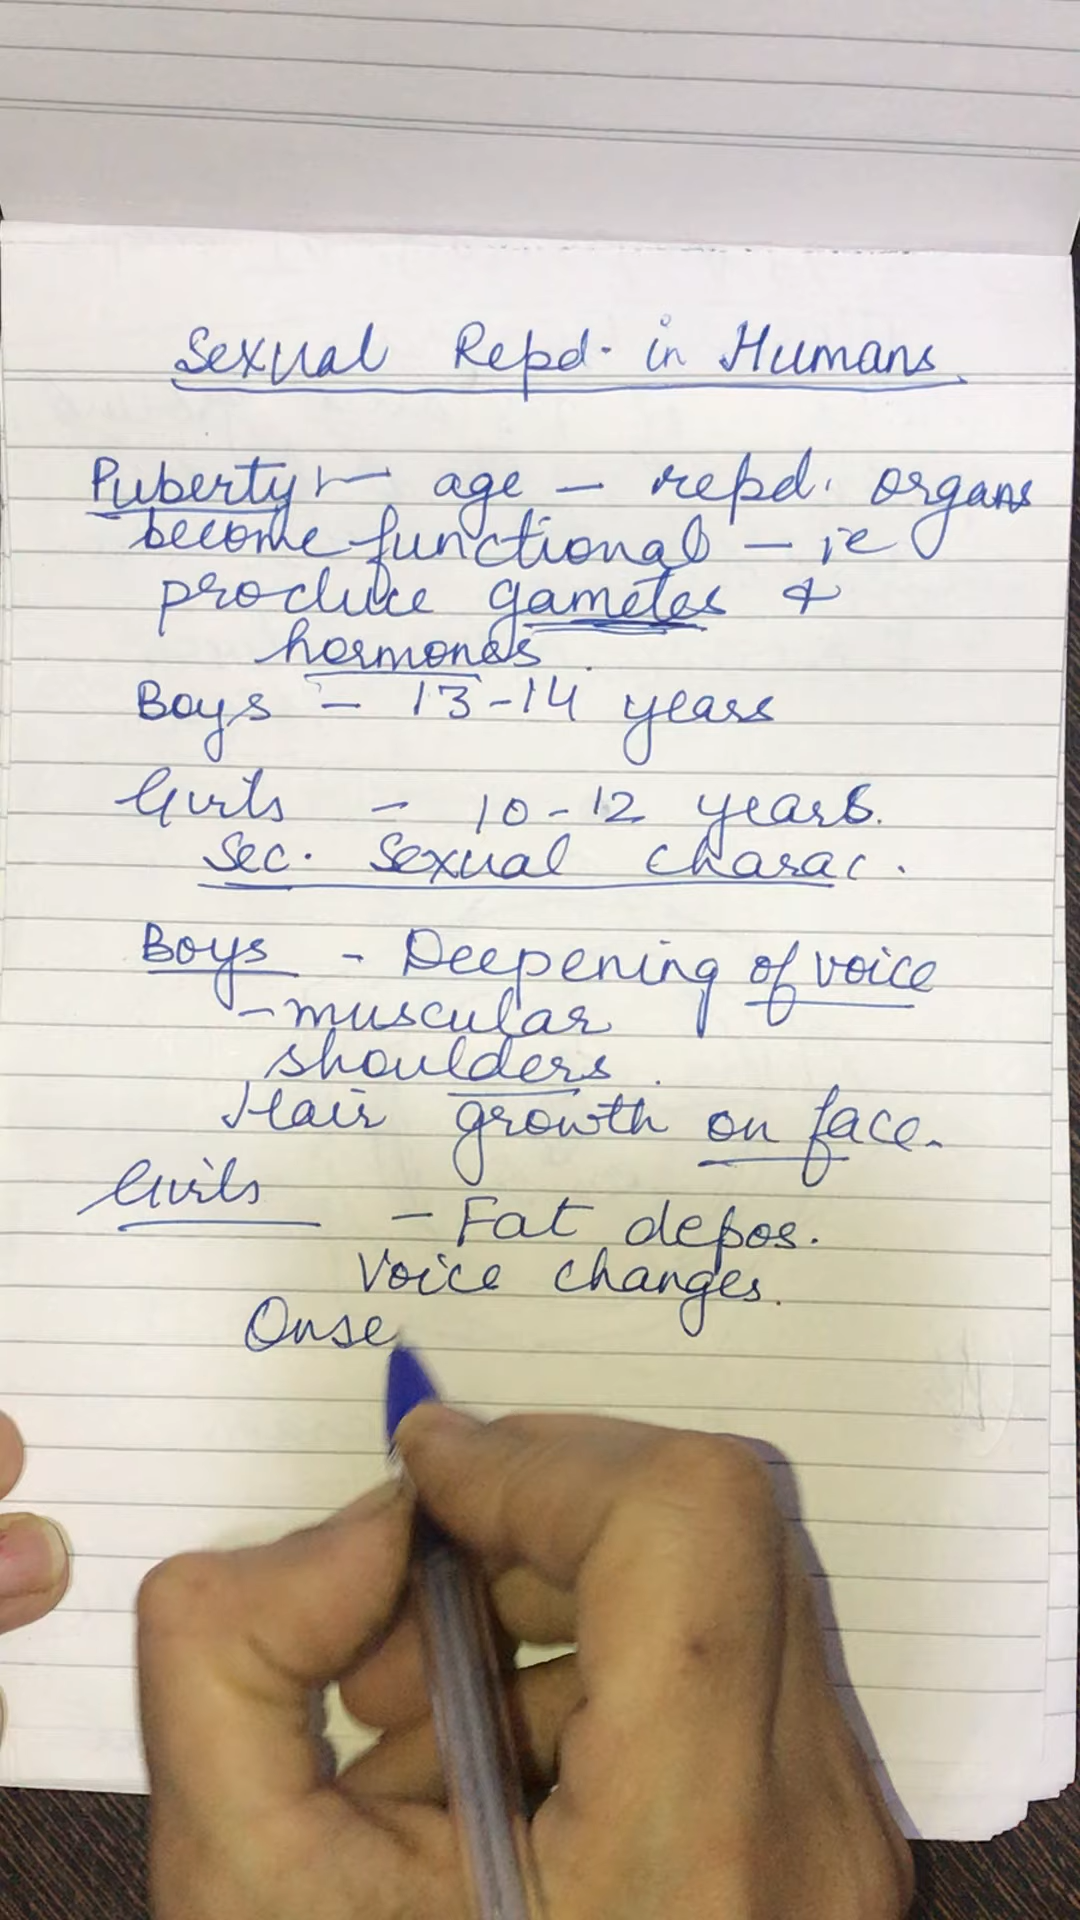 Sexual Repd. in Humans
Puberty :- age - repd. organs
become functional - ie
produce gametes &
hormones.
Boys - 13-14 years
Girls - 10-12 years.
Sec. Sexual charac.
Boys - Deepening of voice
- muscular
shoulders.
Hair growth on face.
Girls - Fat depos.
Voice changes.
Onse